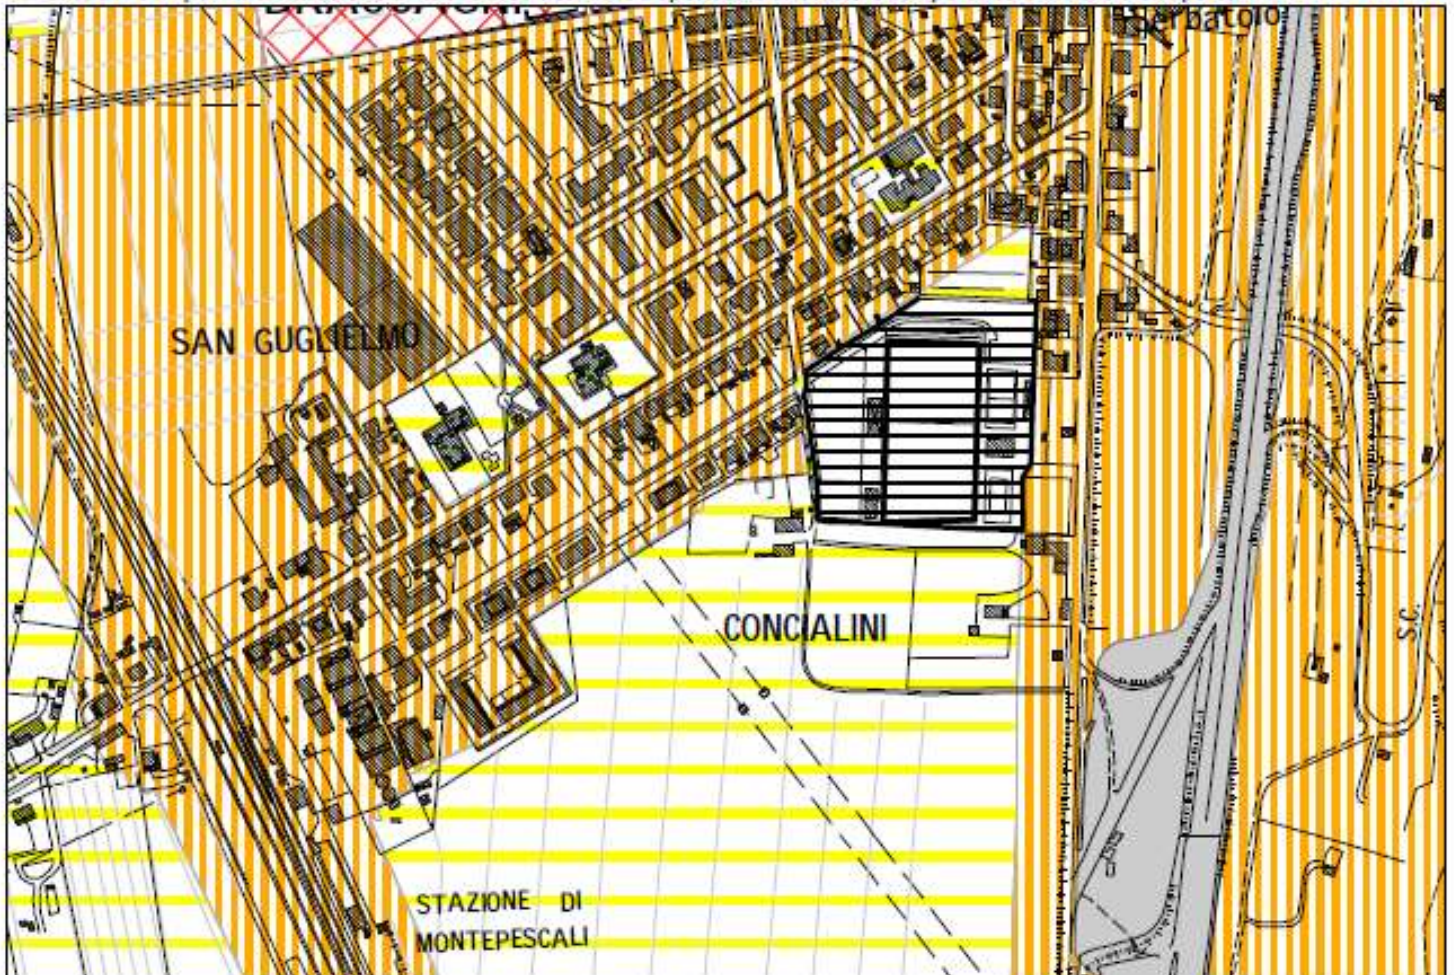 Serbatoio
SAN GUGLIELMO
CONCIALINI
S.C.
STAZIONE DI
MONTEPESCALI